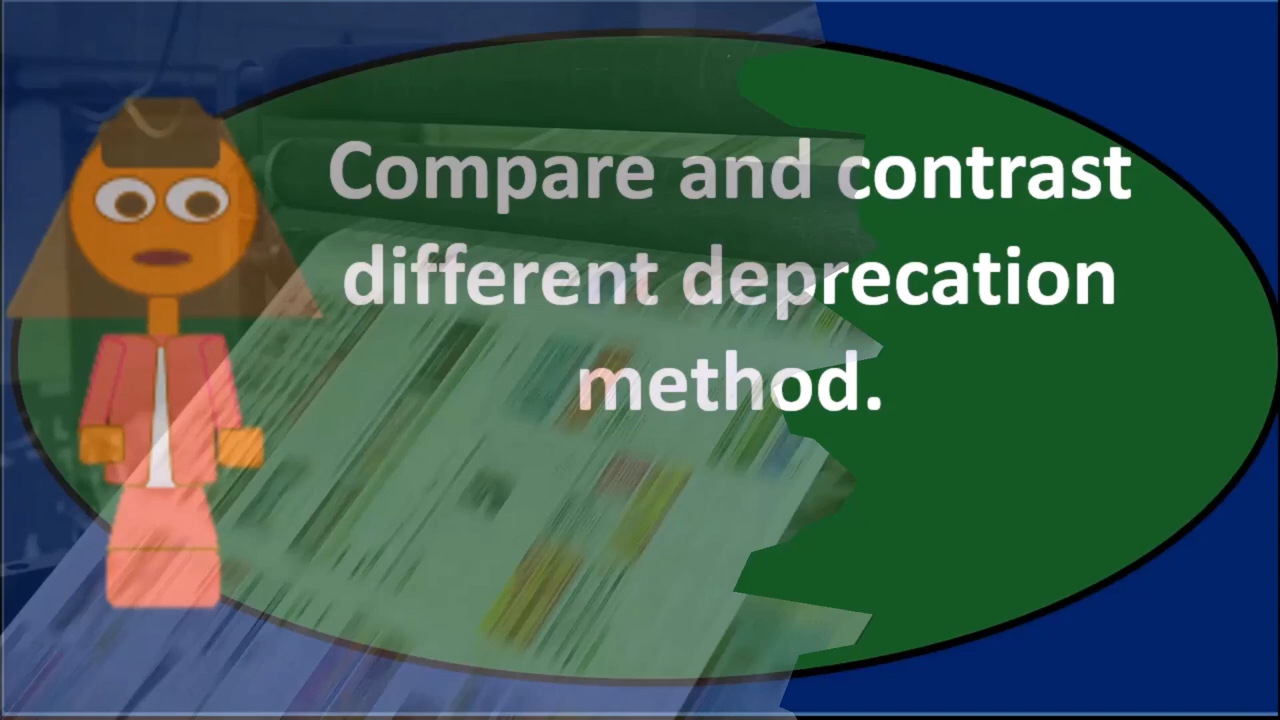 Compare and contrast
different deprecation
method.